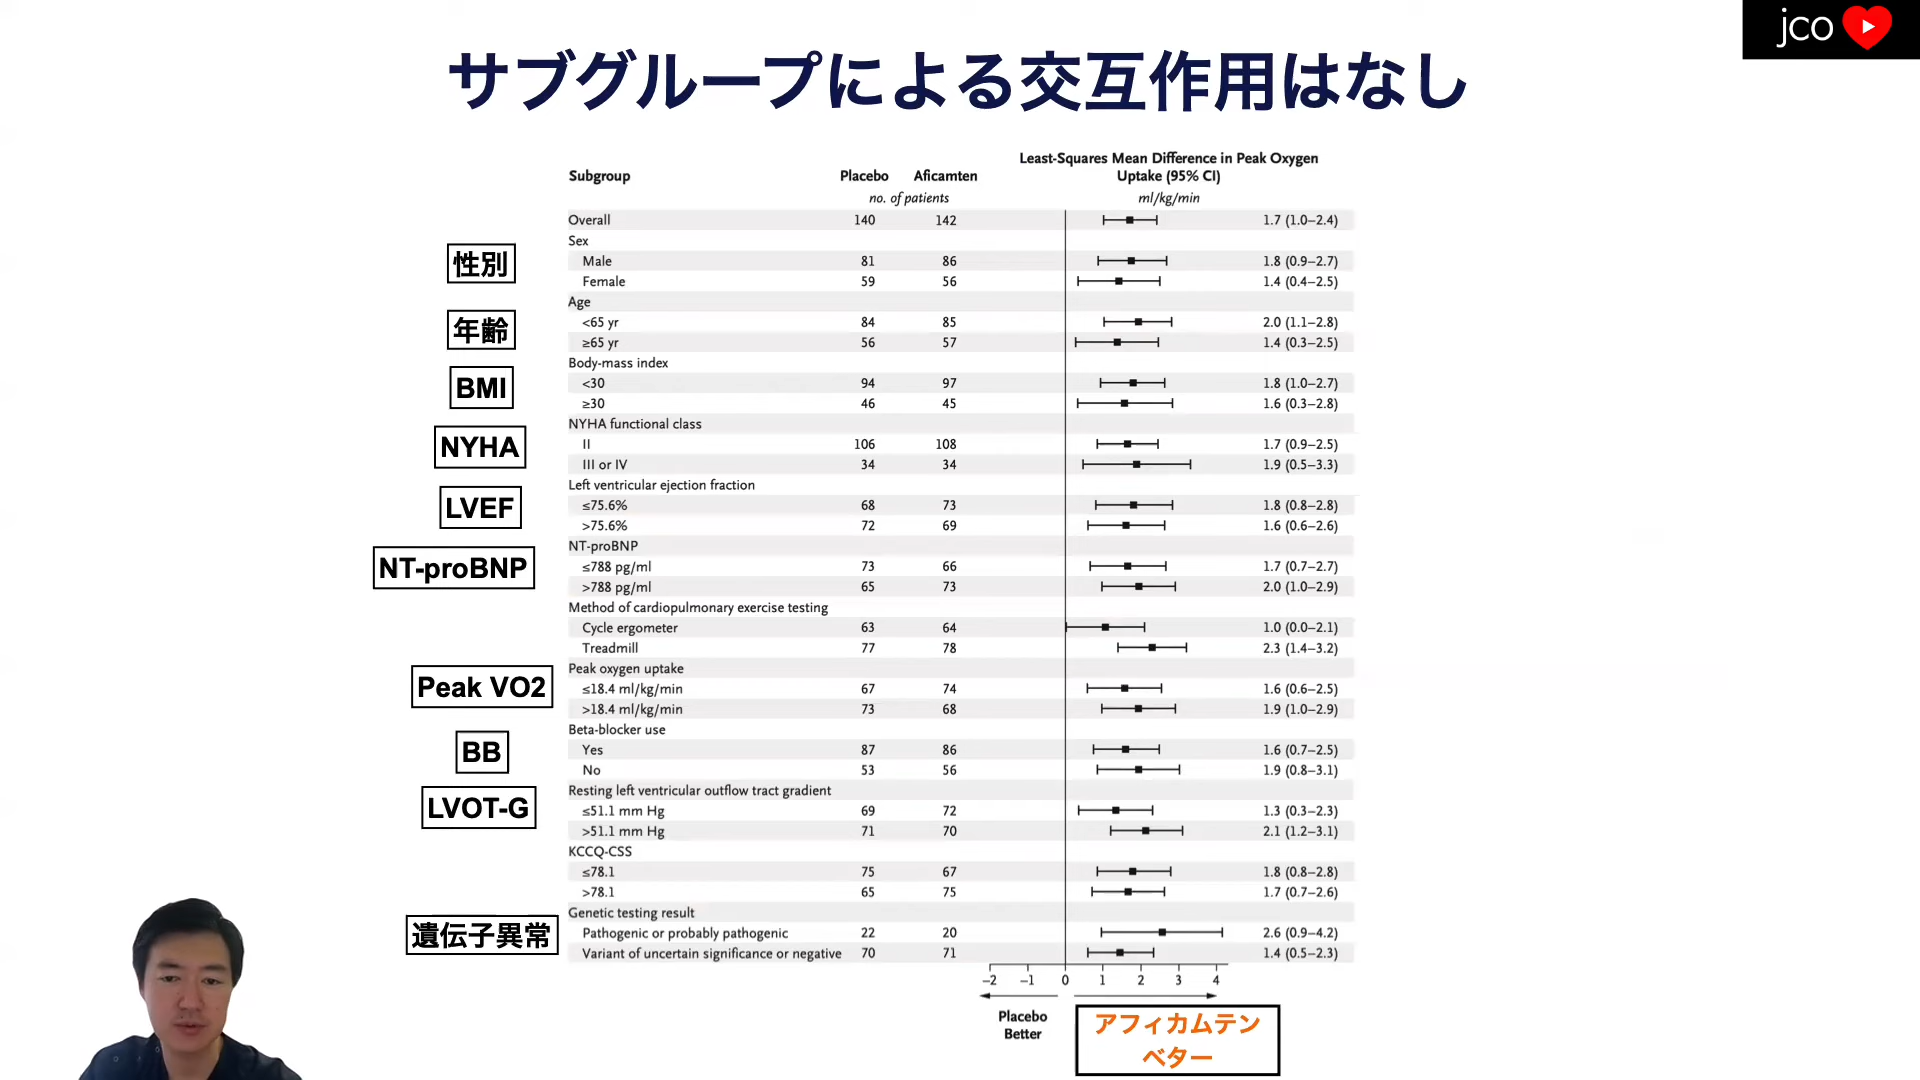 jco
サブグループによる交互作用はなし
Least-Squares Mean Difference in Peak Oxygen
Subgroup Placebo Aficamten Uptake (95% CI)
no. of patients ml/kg/min
Overall 140 142 1.7 (1.0–2.4)
Sex
性別 Male 81 86 1.8 (0.9–2.7)
Female 59 56 1.4 (0.4–2.5)
Age
年齢 <65 yr 84 85 2.0 (1.1–2.8)
≥65 yr 56 57 1.4 (0.3–2.5)
Body-mass index
BMI <30 94 97 1.8 (1.0–2.7)
≥30 46 45 1.6 (0.3–2.8)
NYHA functional class
NYHA II 106 108 1.7 (0.9–2.5)
III or IV 34 34 1.9 (0.5–3.3)
Left ventricular ejection fraction
LVEF ≤75.6% 68 73 1.8 (0.8–2.8)
>75.6% 72 69 1.6 (0.6–2.6)
NT-proBNP
NT-proBNP ≤788 pg/ml 73 66 1.7 (0.7–2.7)
>788 pg/ml 65 73 2.0 (1.0–2.9)
Method of cardiopulmonary exercise testing
Cycle ergometer 63 64 1.0 (0.0–2.1)
Treadmill 77 78 2.3 (1.4–3.2)
Peak oxygen uptake
Peak VO2 ≤18.4 ml/kg/min 67 74 1.6 (0.6–2.5)
>18.4 ml/kg/min 73 68 1.9 (1.0–2.9)
Beta-blocker use
BB Yes 87 86 1.6 (0.7–2.5)
No 53 56 1.9 (0.8–3.1)
Resting left ventricular outflow tract gradient
LVOT-G ≤51.1 mm Hg 69 72 1.3 (0.3–2.3)
>51.1 mm Hg 71 70 2.1 (1.2–3.1)
KCCQ-CSS
≤78.1 75 67 1.8 (0.8–2.8)
>78.1 65 75 1.7 (0.7–2.6)
Genetic testing result
遺伝子異常 Pathogenic or probably pathogenic 22 20 2.6 (0.9–4.2)
Variant of uncertain significance or negative 70 71 1.4 (0.5–2.3)
−2 −1 0 1 2 3 4
Placebo
Better
アフィカムテン
ベター